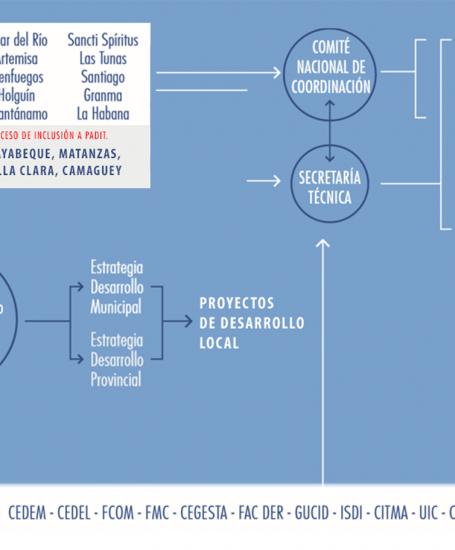 ar del Río
Artemisa
enfuegos
Holguín
antánamo
Sancti Spíritus
Las Tunas
Santiago
Granma
La Habana
CESO DE INCLUSIÓN A PADIT.
AYABEQUE, MATANZAS,
LLA CLARA, CAMAGUEY
COMITÉ
NACIONAL DE
COORDINACIÓN
SECRETARÍA
TÉCNICA
Estrategia
Desarrollo
Municipal
Estrategia
Desarrollo
Provincial
PROYECTOS
DE DESARROLLO
LOCAL
CEDEM - CEDEL - FCOM - FMC - CEGESTA - FAC DER - GUCID - ISDI - CITMA - UIC - C